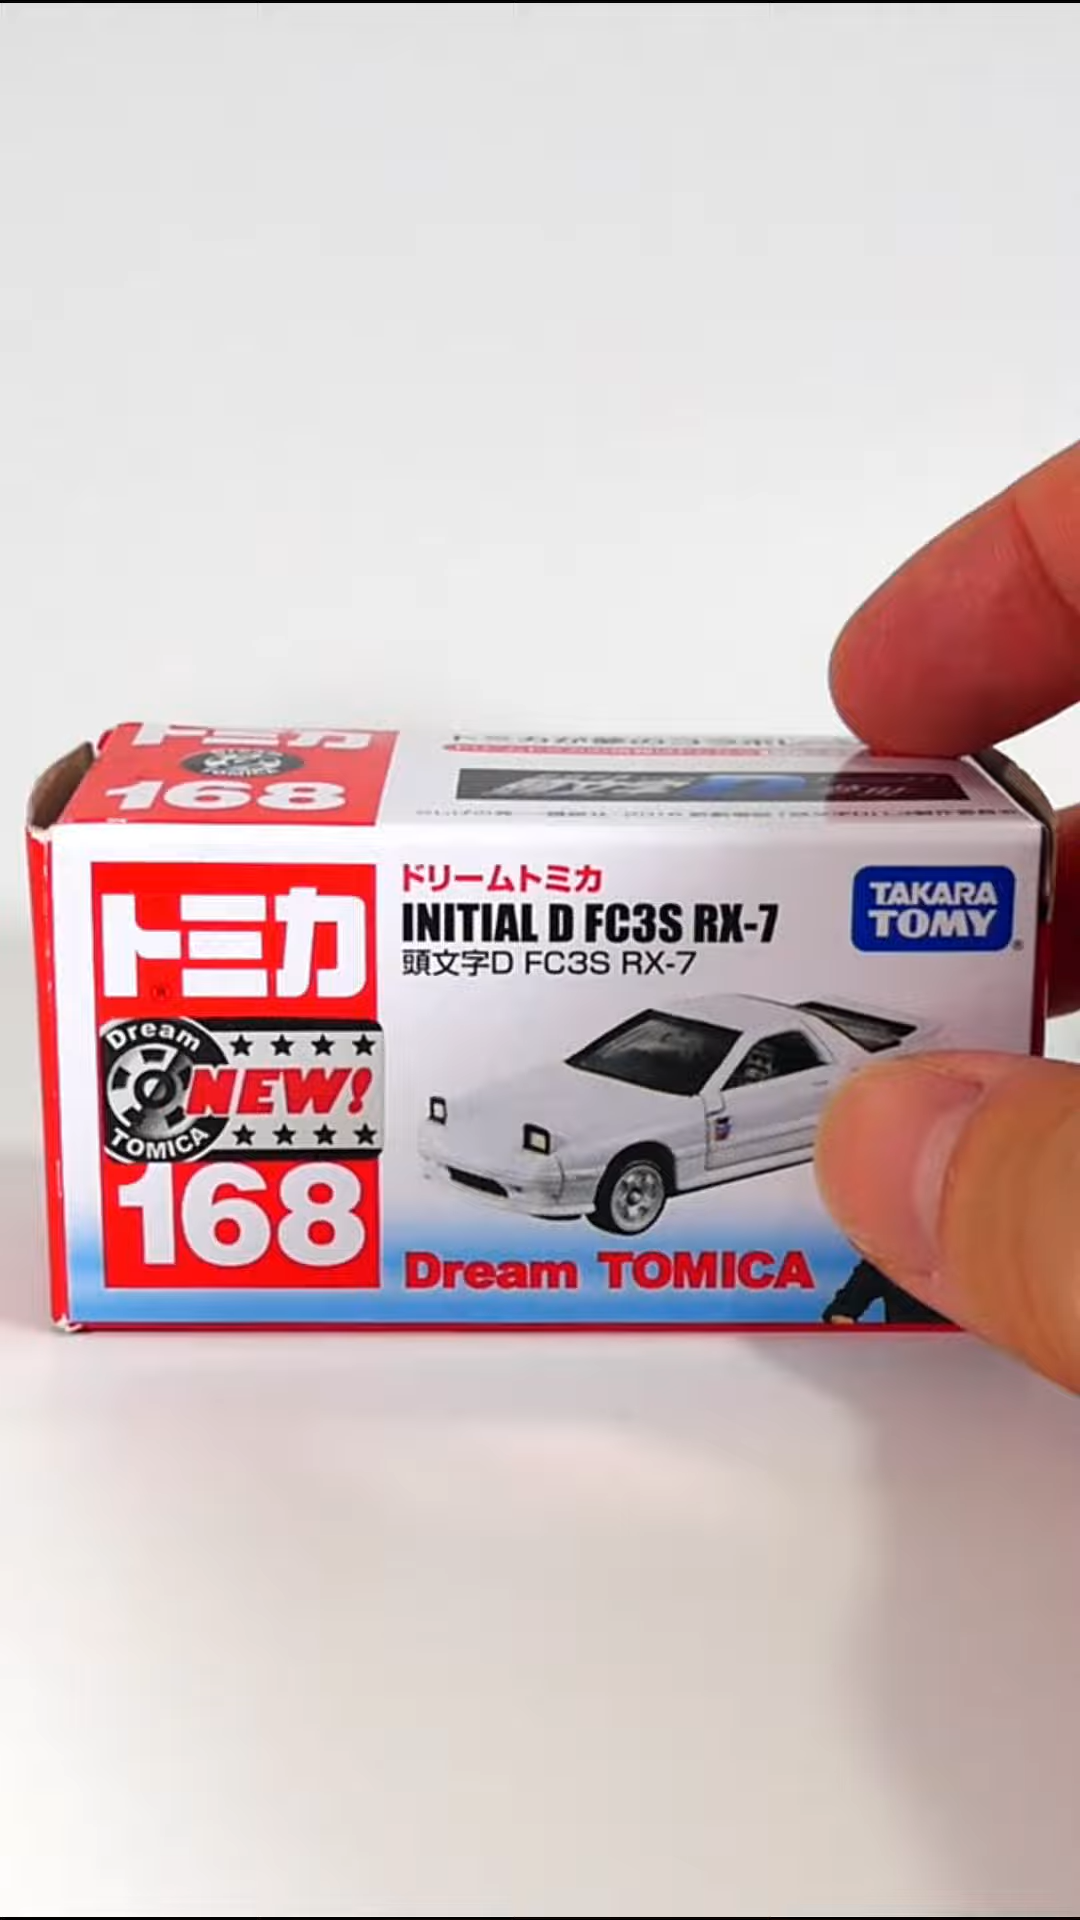 トミカ
168
トミカ
Dream
NEW!
TOMICA
168
ドリームトミカ
INITIAL D FC3S RX-7
頭文字D FC3S RX-7
TAKARA
TOMY
Dream TOMICA